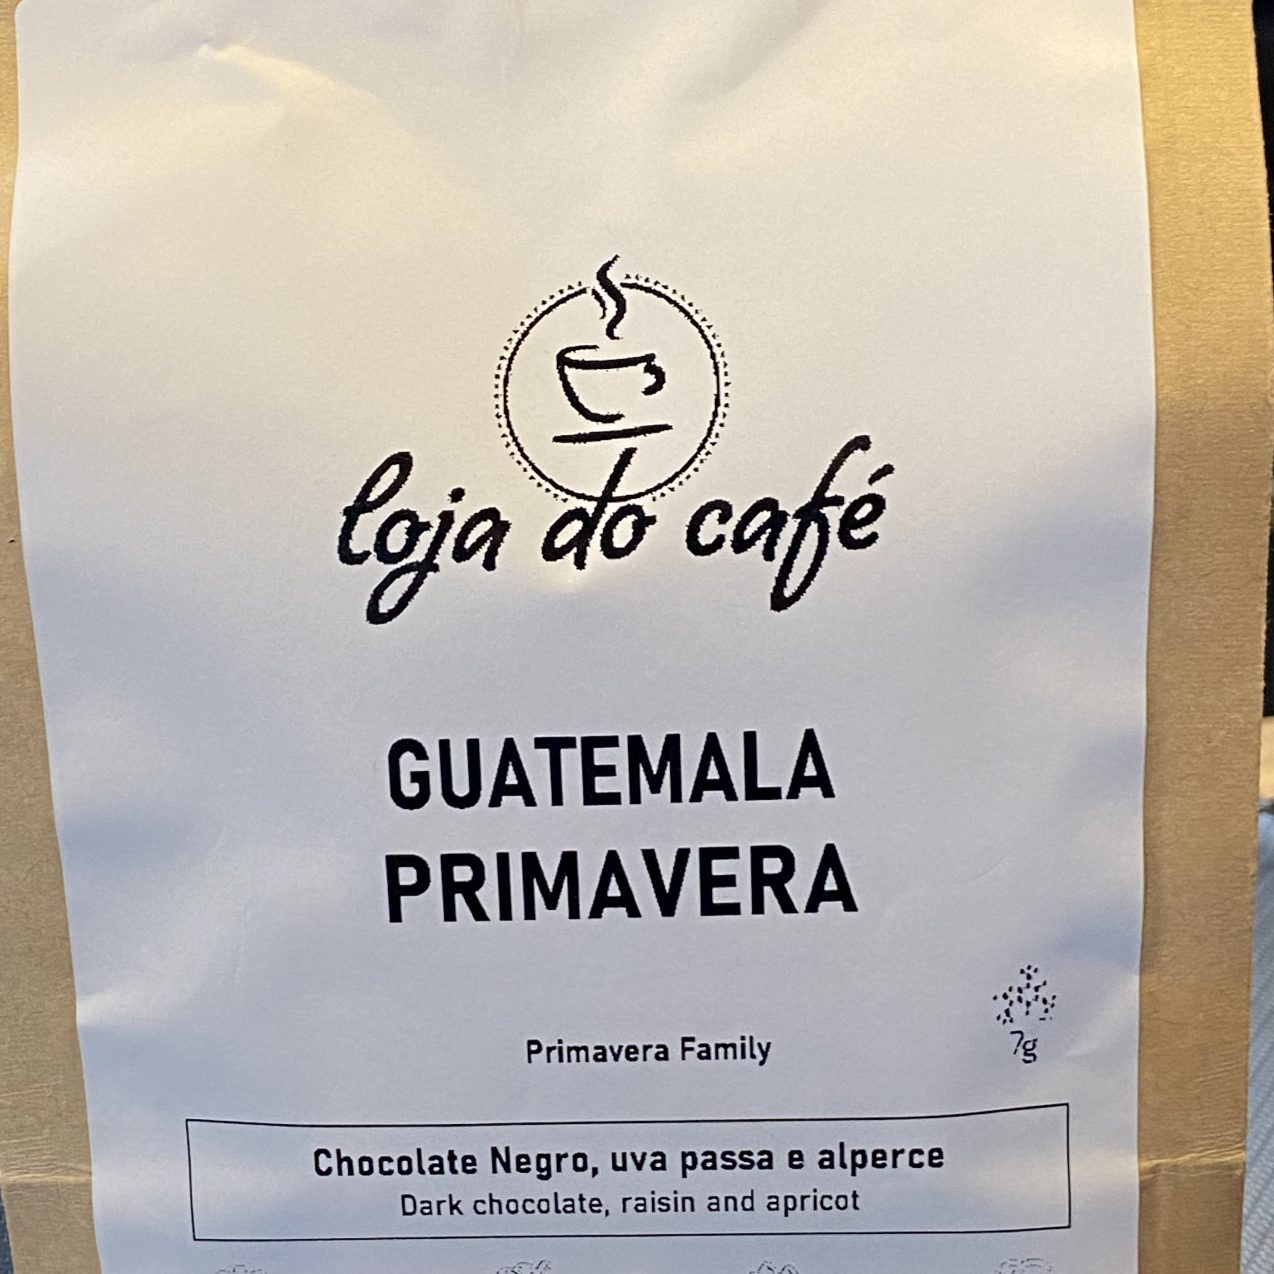 loja do café
GUATEMALA
PRIMAVERA
Primavera Family
7g
Chocolate Negro, uva passa e alperce
Dark chocolate, raisin and apricot